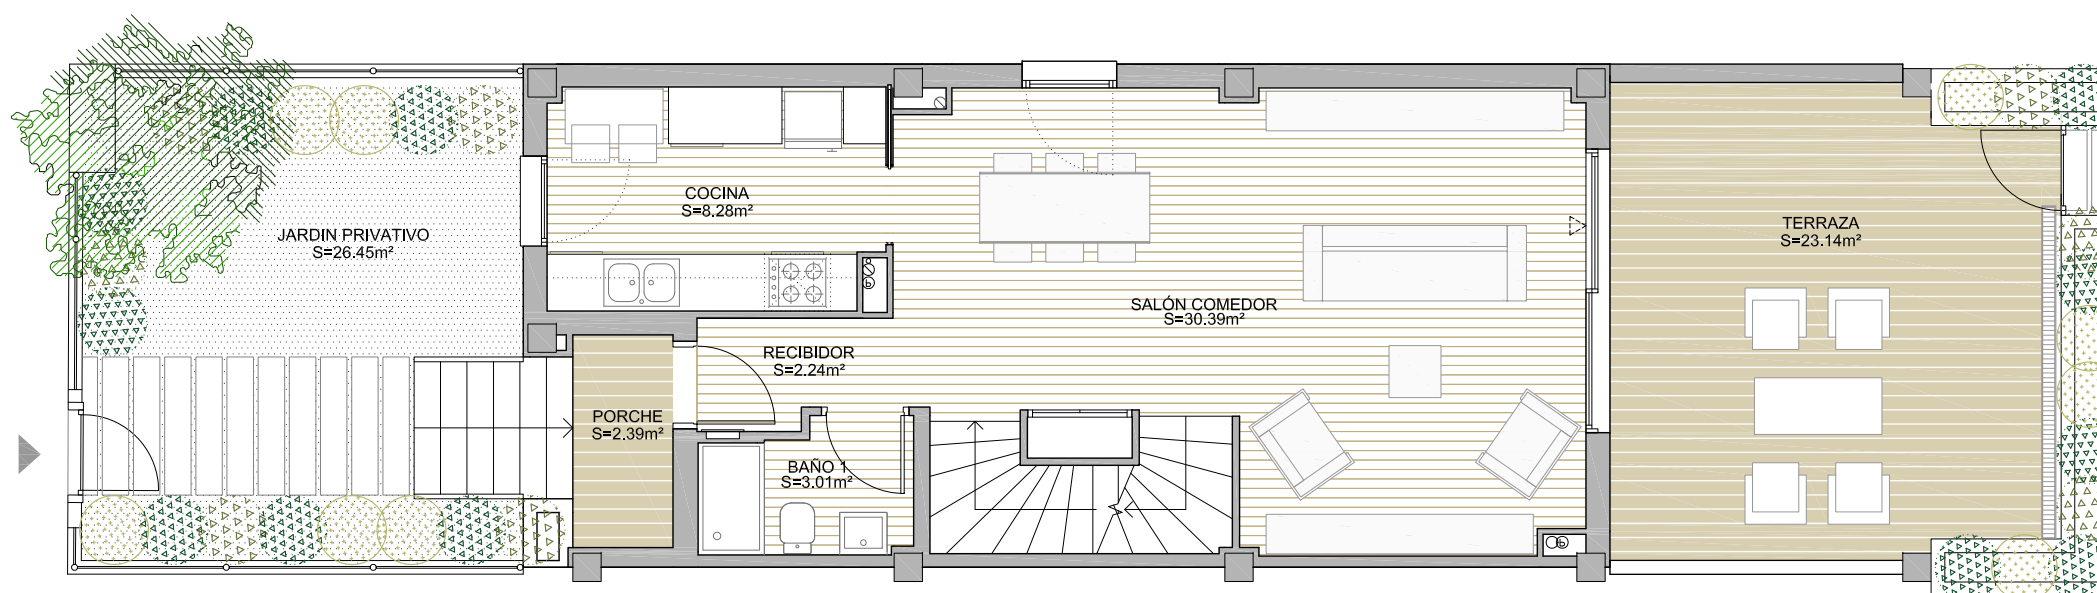 JARDIN PRIVATIVO
S=26.45m²
COCINA
S=8.28m²
SALÓN COMEDOR
S=30.39m²
RECIBIDOR
S=2.24m²
PORCHE
S=2.39m²
BAÑO 1
S=3.01m²
TERRAZA
S=23.14m²